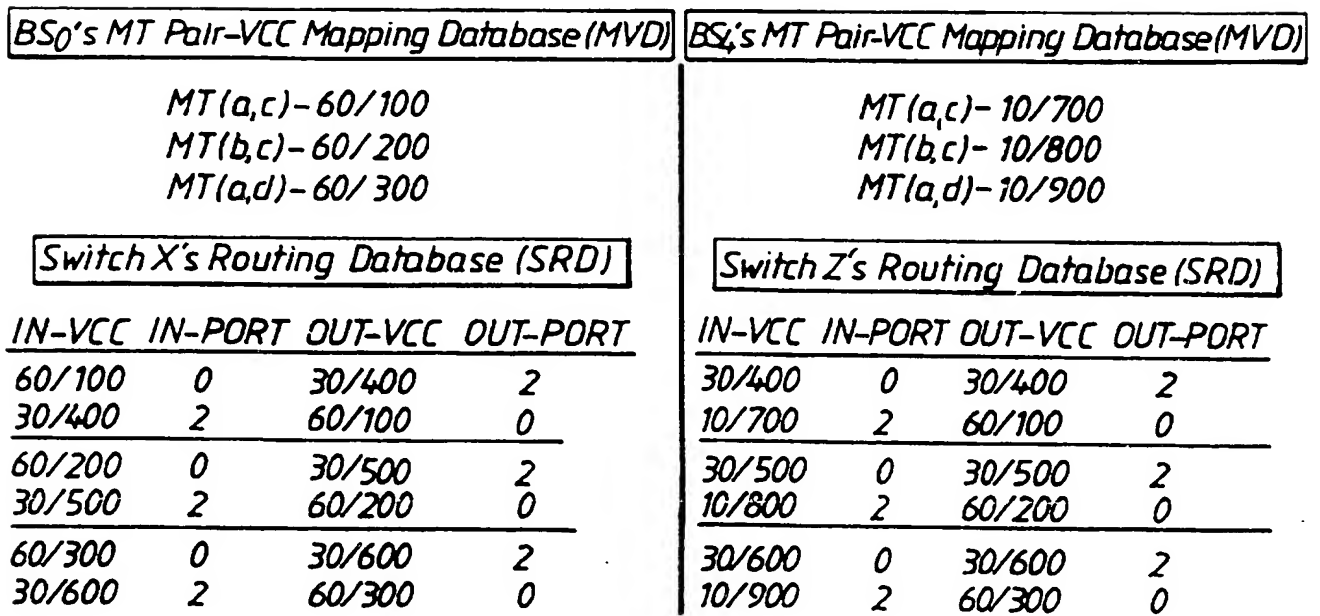 BS0's MT Pair-VCC Mapping Database (MVD)
MT(a,c)-60/100
MT(b,c)-60/200
MT(a,d)-60/300
Switch X's Routing Database (SRD)
IN-VCC IN-PORT OUT-VCC OUT-PORT
60/100 0 30/400 2
30/400 2 60/100 0
60/200 0 30/500 2
30/500 2 60/200 0
60/300 0 30/600 2
30/600 2 60/300 0
BS4's MT Pair-VCC Mapping Database (MVD)
MT(a,c)-10/700
MT(b,c)-10/800
MT(a,d)-10/900
Switch Z's Routing Database (SRD)
IN-VCC IN-PORT OUT-VCC OUT-PORT
30/400 0 30/400 2
10/700 2 60/100 0
30/500 0 30/500 2
10/800 2 60/200 0
30/600 0 30/600 2
10/900 2 60/300 0